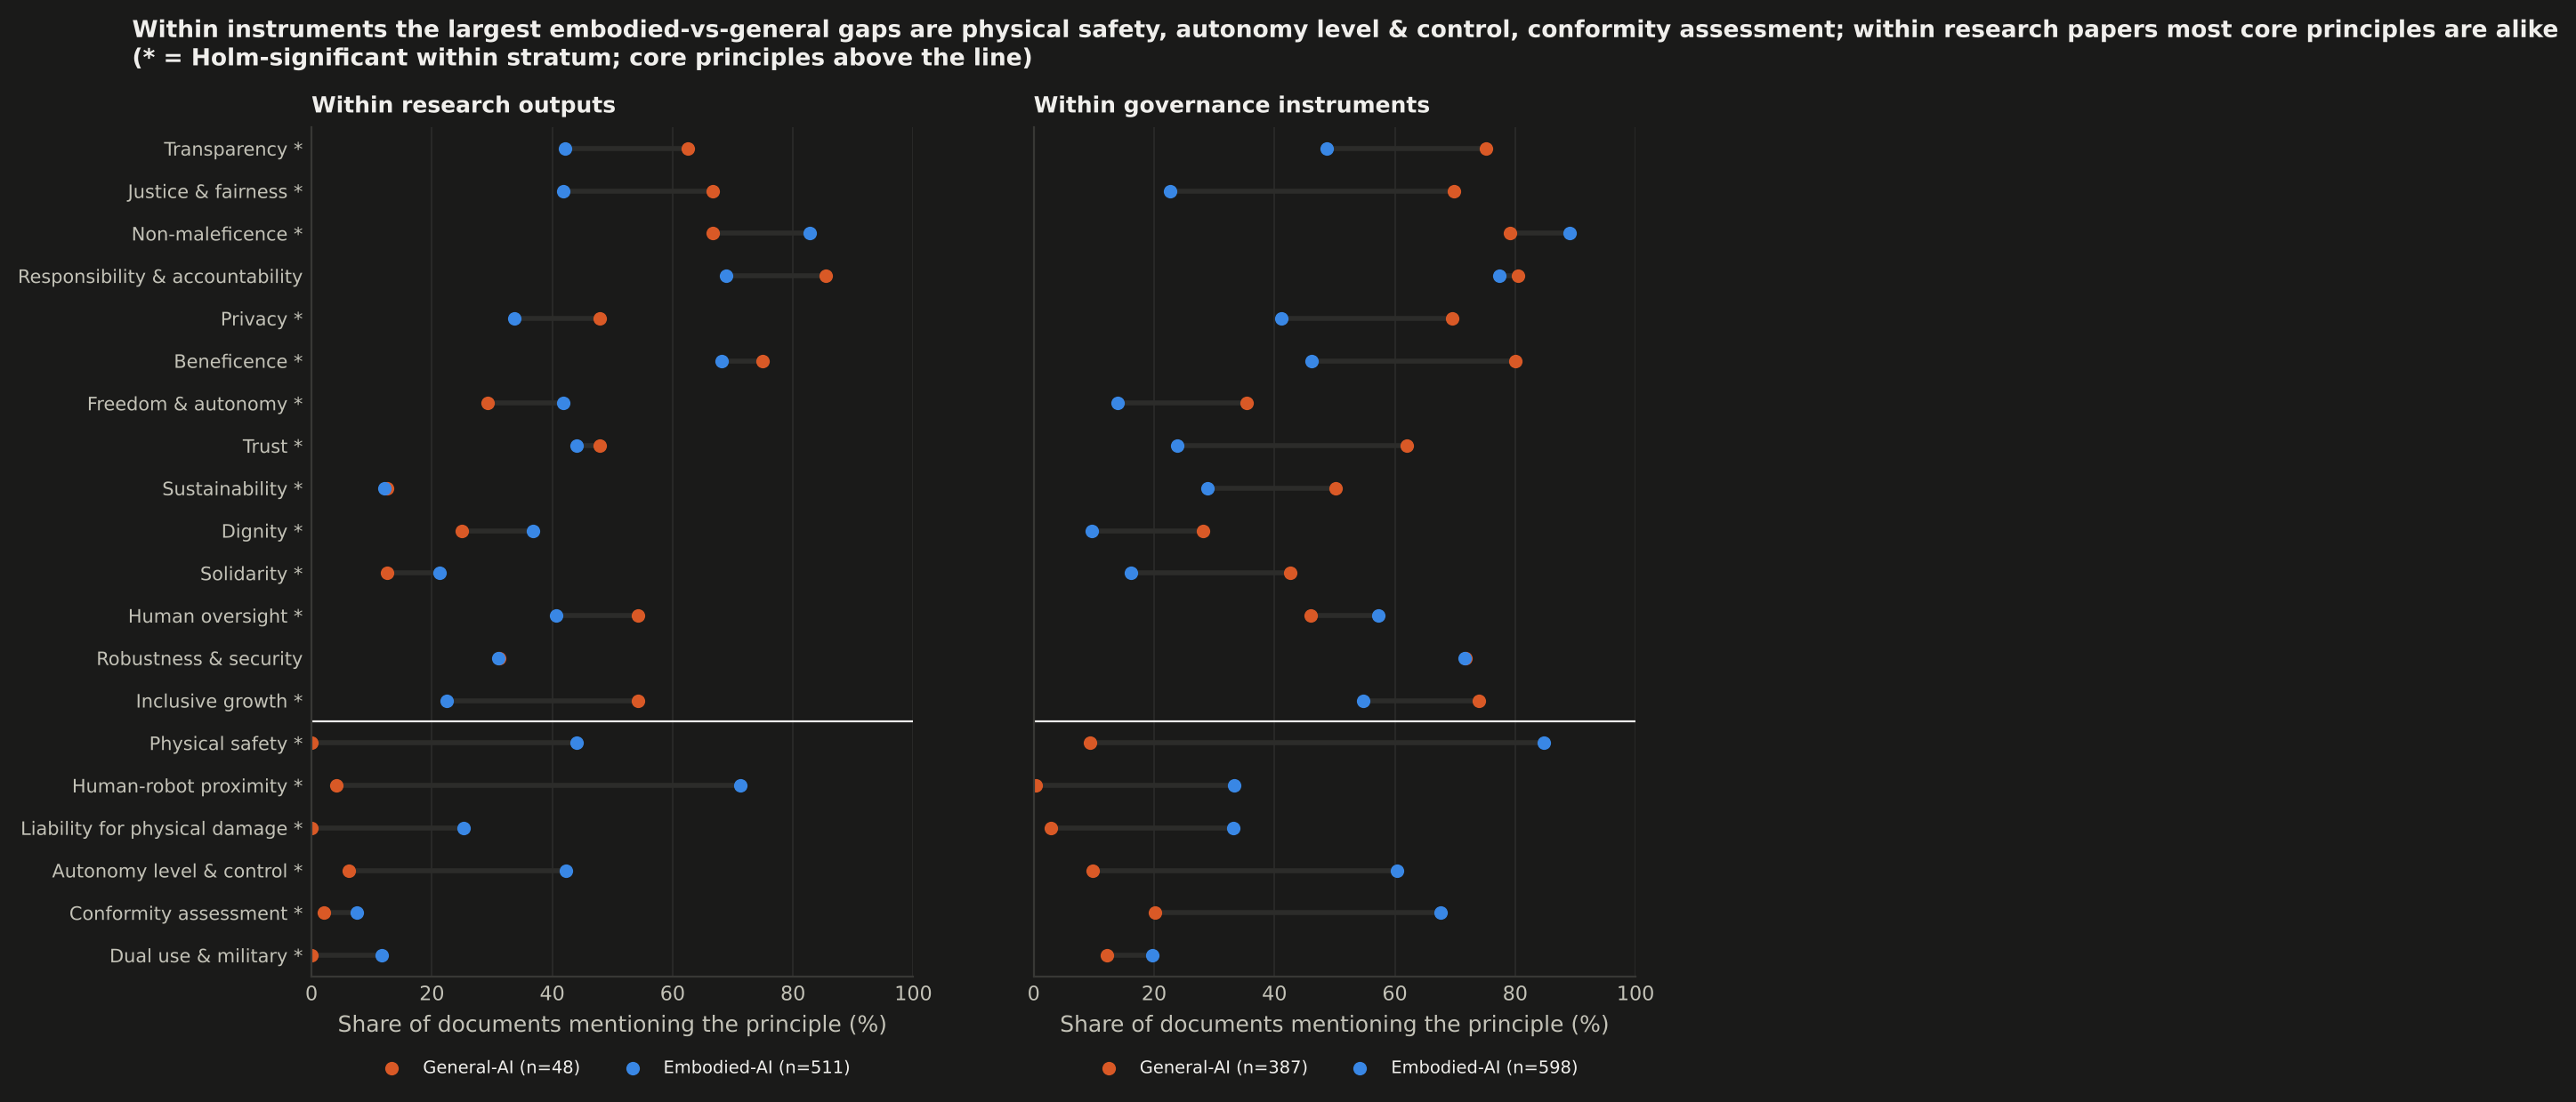 Within instruments the largest embodied-vs-general gaps are physical safety, autonomy level & control, conformity assessment; within research papers most core principles are alike
(* = Holm-significant within stratum; core principles above the line)
Within research outputs
Within governance instruments
Transparency *
Justice & fairness *
Non-maleficence *
Responsibility & accountability
Privacy *
Beneficence *
Freedom & autonomy *
Trust *
Sustainability *
Dignity *
Solidarity *
Human oversight *
Robustness & security
Inclusive growth *
Physical safety *
Human-robot proximity *
Liability for physical damage *
Autonomy level & control *
Conformity assessment *
Dual use & military *
0 20 40 60 80 100
0 20 40 60 80 100
Share of documents mentioning the principle (%)
Share of documents mentioning the principle (%)
General-AI (n=48) Embodied-AI (n=511)
General-AI (n=387) Embodied-AI (n=598)